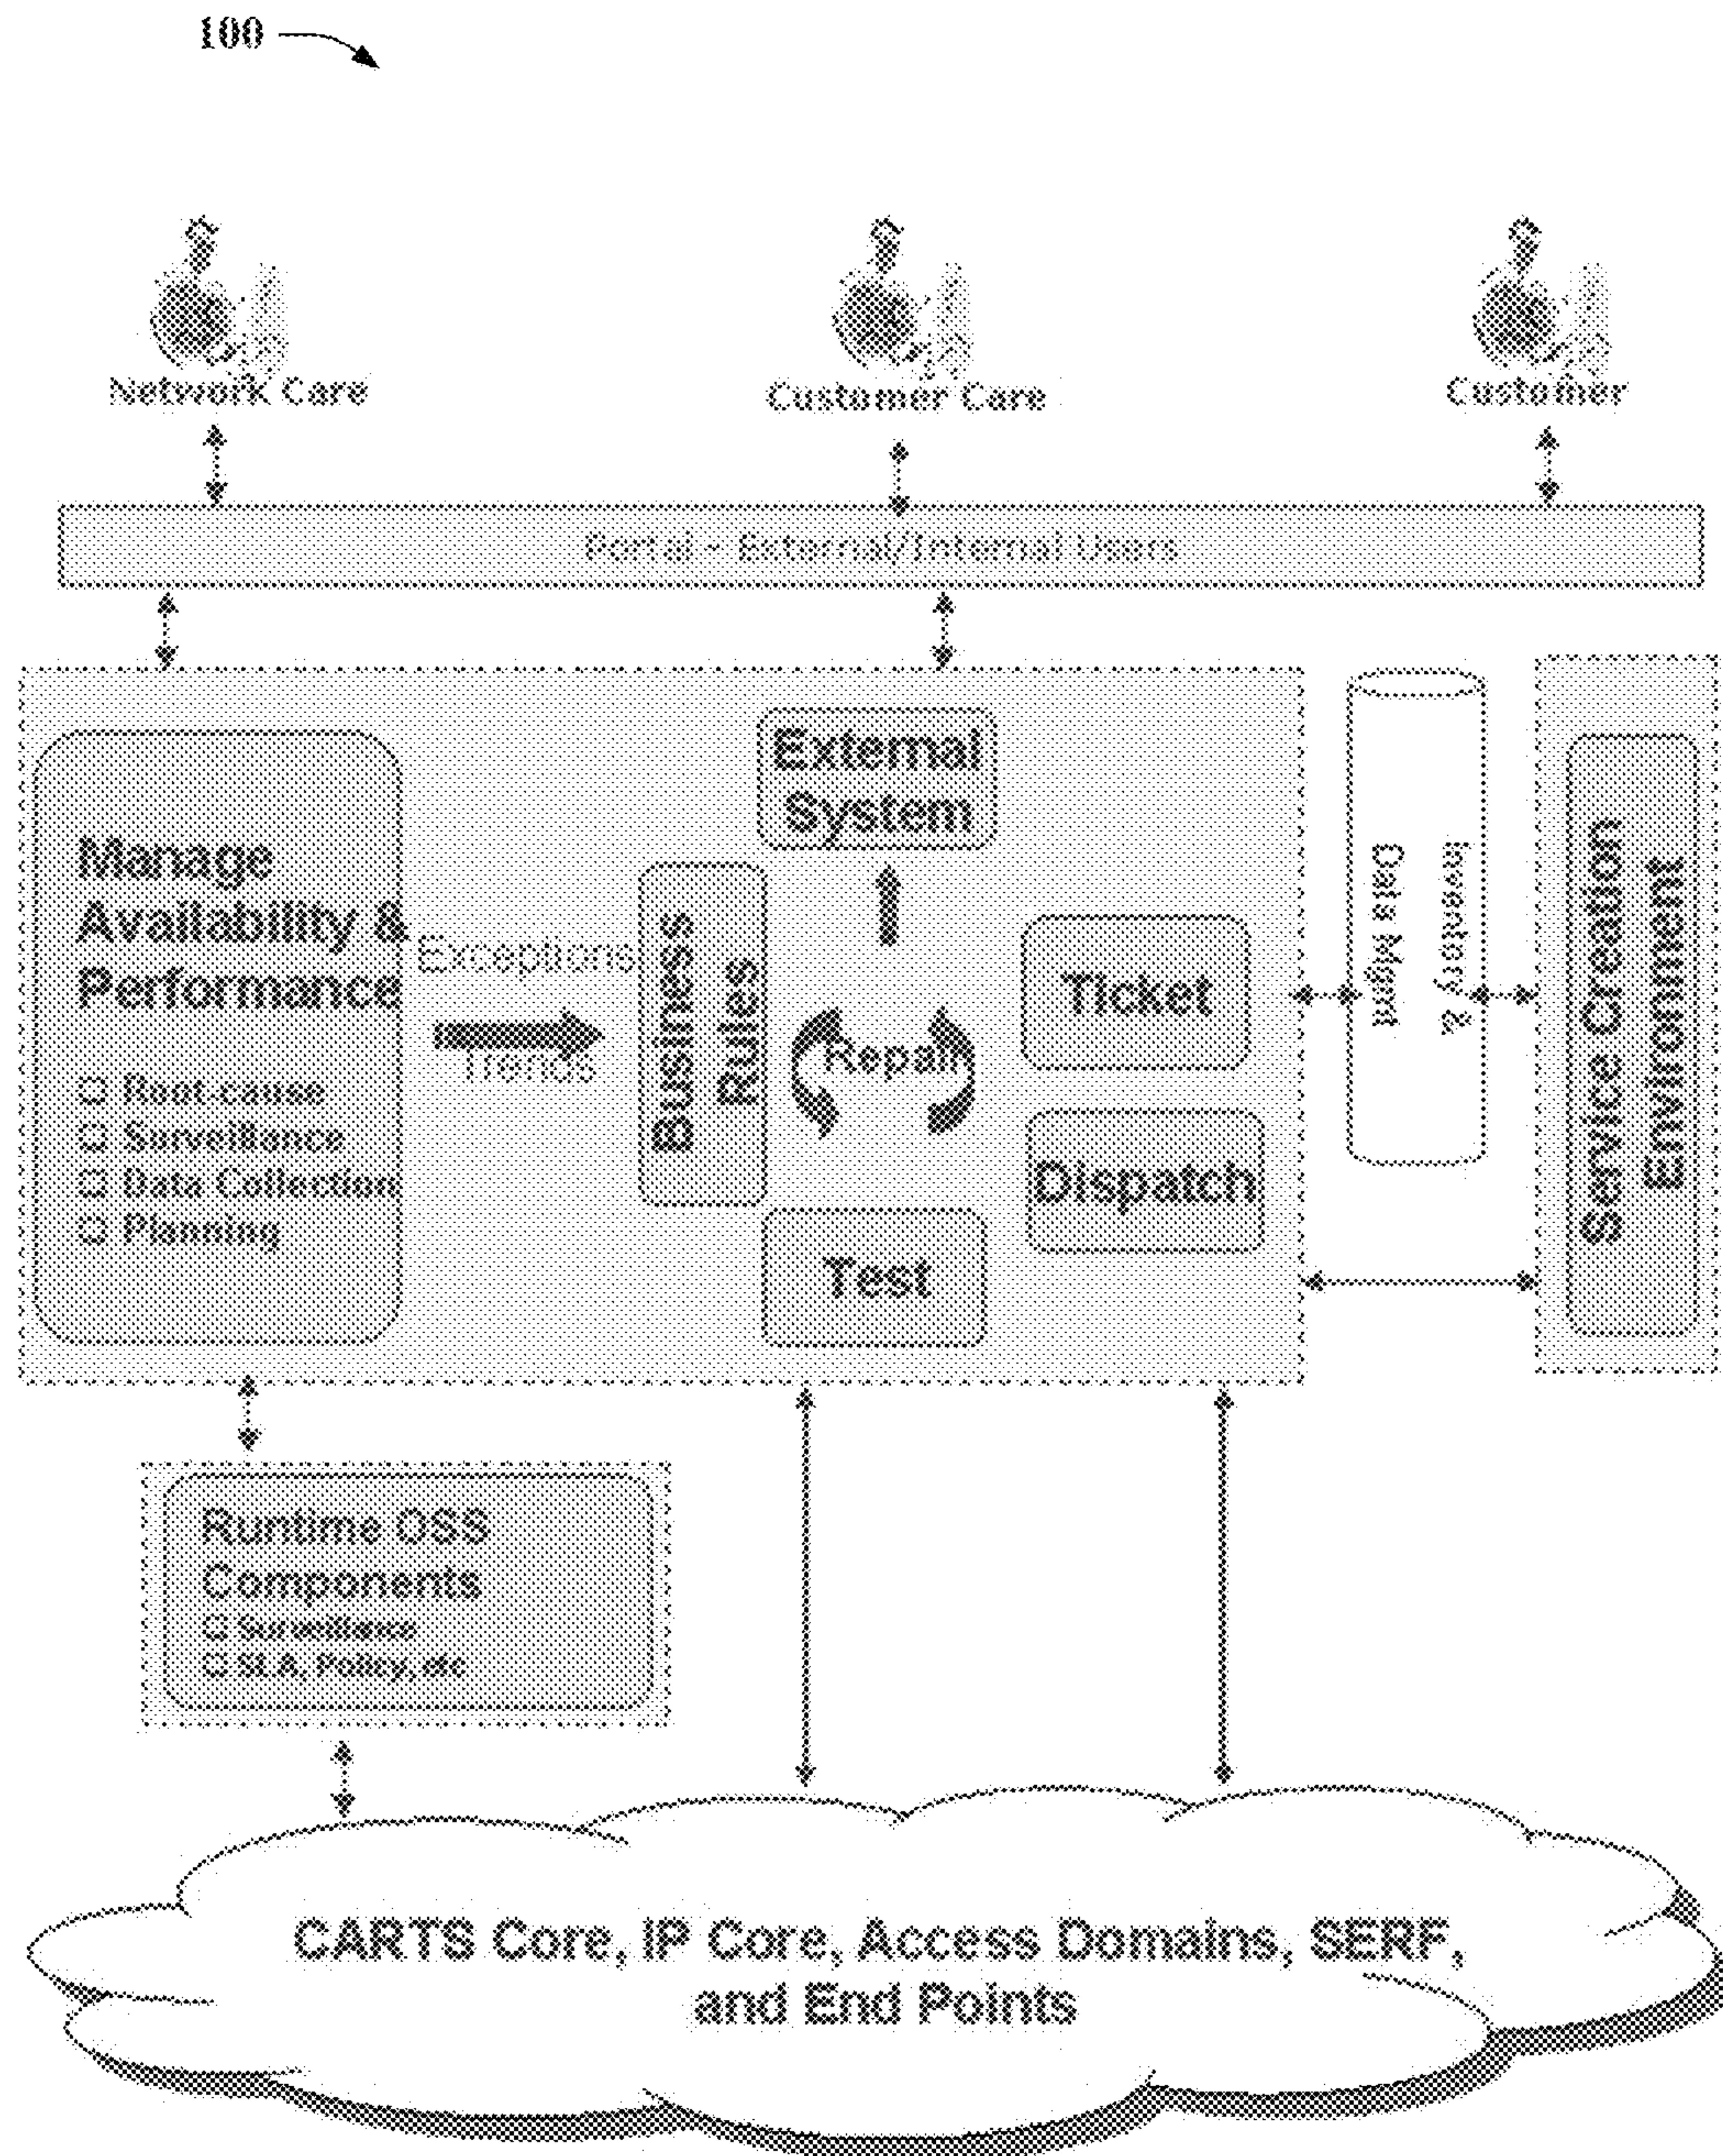 100
Network Care
Customer Care
Customer
Portal - External/Internal Users
External
System
Manage
Availability &
Performance
Root-cause
Surveillance
Data Collection
Planning
Exceptions
Trends
Business
Rules
Repair
Ticket
Dispatch
Test
Inventory &
Data Mgmt
Service Creation
Environment
Runtime OSS
Components
Surveillance
SLA, Policy, etc
CARTS Core, IP Core, Access Domains, SERF,
and End Points